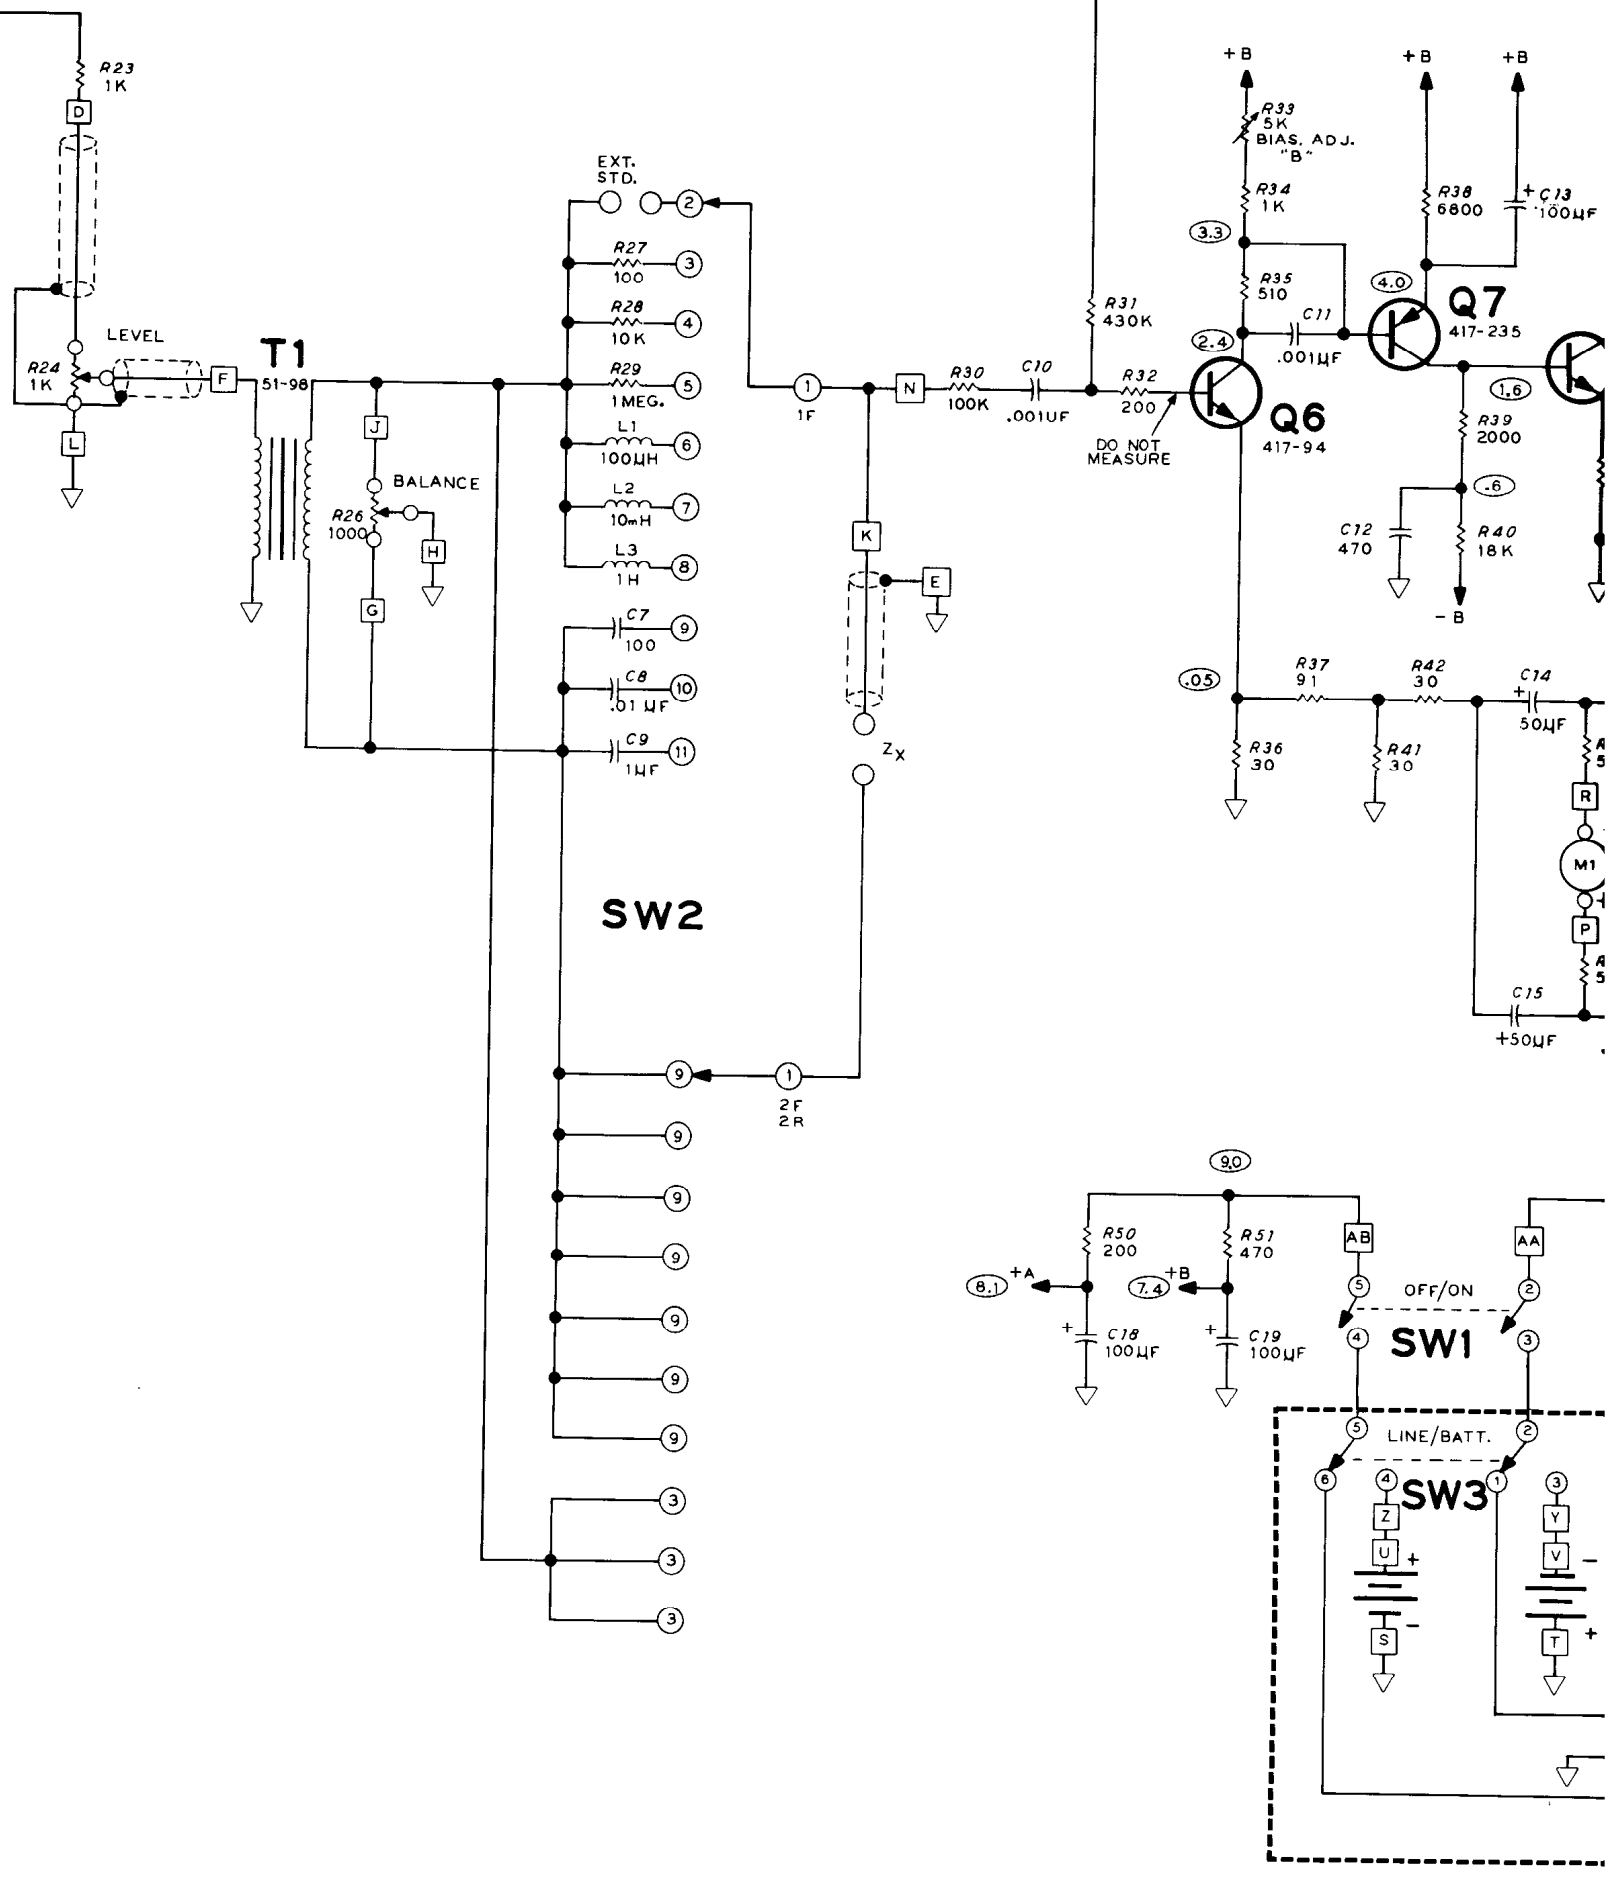 R23
1K
D
LEVEL
R24
1K
F
L
T1
51-98
J
BALANCE
R26
1000
H
G
EXT.
STD.
2
R27
100
3
R28
10K
4
R29
1 MEG.
5
L1
100µH
6
L2
10mH
7
L3
1H
8
C7
100
9
C8
.01 µF
10
C9
1µF
11
SW2
1
1F
N
K
E
ZX
R30
100K
C10
.001UF
R31
430K
R32
200
DO NOT
MEASURE
+B
R33
5K
BIAS. ADJ.
"B"
R34
1K
3.3
R35
510
2.4
C11
.001µF
Q6
417-94
+B
R38
6800
+B
+
C13
100µF
4.0
Q7
417-235
1.6
R39
2000
.6
C12
470
R40
18K
-B
.05
R37
91
R42
30
C14
+
50µF
R36
30
R41
30
R
M1
P
C15
+50µF
9
1
2F
2R
9
9
9
9
9
9
3
3
3
9.0
R50
200
R51
470
AB
AA
8.1
+A
7.4
+B
+
C18
100µF
+
C19
100µF
5
OFF/ON
2
4
SW1
3
5
LINE/BATT.
2
6
4
SW3
1
3
Z
Y
U
+
V
-
-
S
T
+